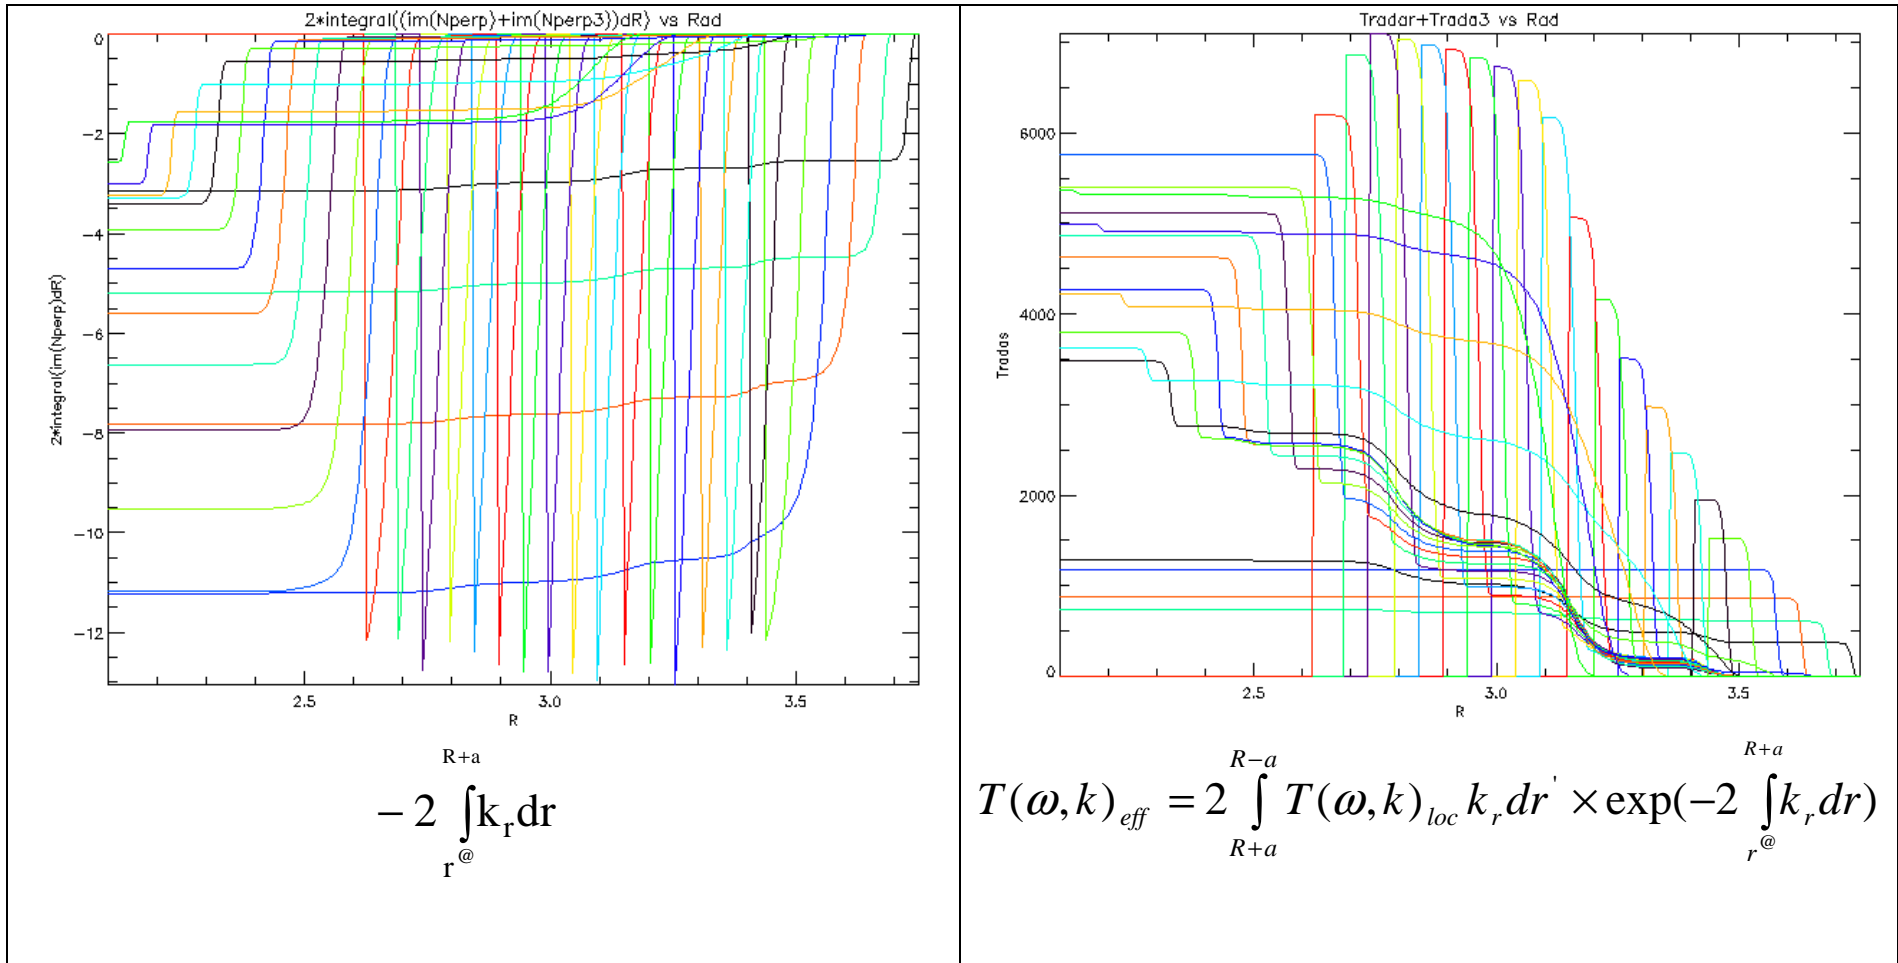 2*integral((im(Nperp)+im(Nperp3))dR) vs Rad
2*integral(im(Nperp)dR)
0
-2
-4
-6
-8
-10
-12
2.5 3.0 3.5
R
R+a
− 2 ∫ k_r dr
r@
Tradar+Trada3 vs Rad
Tradas
6000
4000
2000
0
2.5 3.0 3.5
R
R−a R+a
T(ω,k)_eff = 2 ∫ T(ω,k)_loc k_r dr' × exp(−2 ∫ k_r dr)
R+a r@